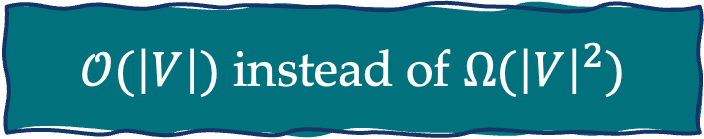 𝒪(|V|) instead of Ω(|V|²)